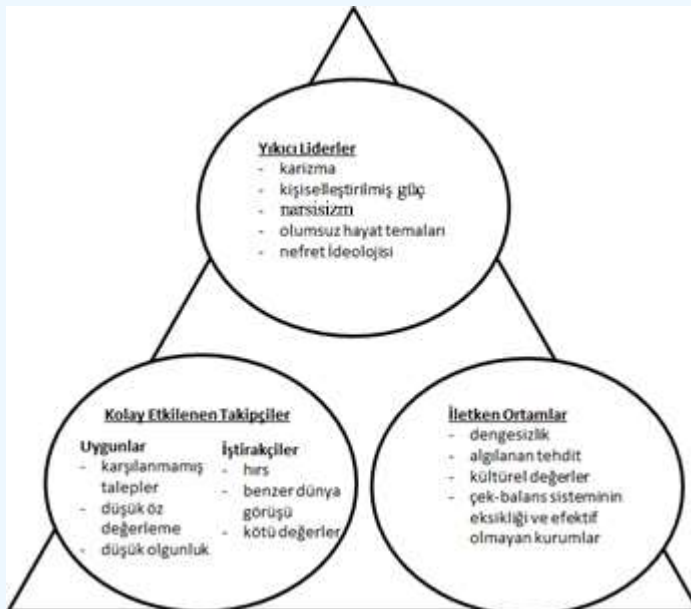 Yıkıcı Liderler
- karizma
- kişiselleştirilmiş güç
- narsisizm
- olumsuz hayat temaları
- nefret İdeolojisi
Kolay Etkilenen Takipçiler
Uygunlar
- karşılanmamış
talepler
- düşük öz
değerleme
- düşük olgunluk
İştirakçiler
- hırs
- benzer dünya
görüşü
- kötü değerler
İletken Ortamlar
- dengesizlik
- algılanan tehdit
- kültürel değerler
- çek-balans sisteminin
eksikliği ve efektif
olmayan kurumlar